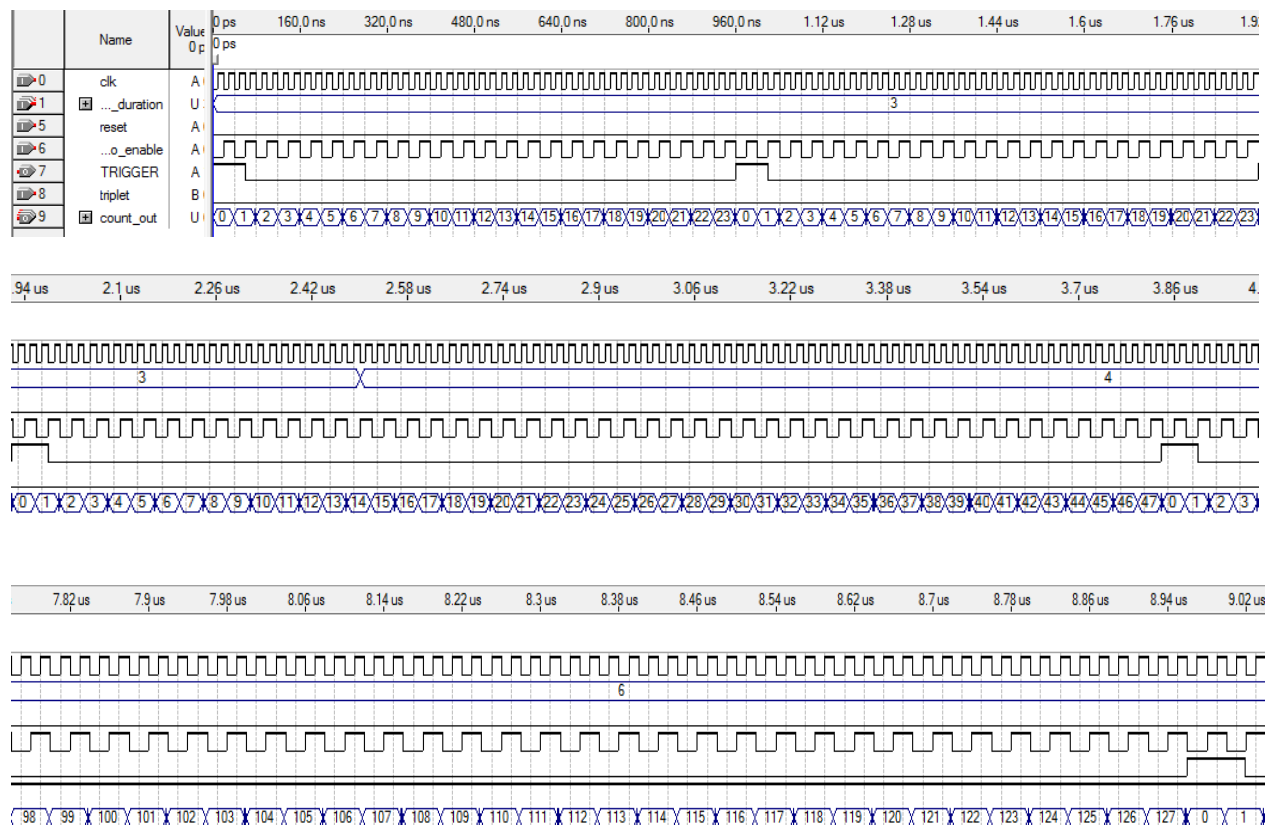 Name Value 0 ps 160.0 ns 320.0 ns 480.0 ns 640.0 ns 800.0 ns 960.0 ns 1.12 us 1.28 us 1.44 us 1.6 us 1.76 us
0 p 0 ps
0 clk A
1 ..._duration U 3
5 reset A
6 ...o_enable A
7 TRIGGER A
8 triplet B
9 count_out U 0 1 2 3 4 5 6 7 8 9 10 11 12 13 14 15 16 17 18 19 20 21 22 23 0 1 2 3 4 5 6 7 8 9 10 11 12 13 14 15 16 17 18 19 20 21 22 23
.94 us 2.1 us 2.26 us 2.42 us 2.58 us 2.74 us 2.9 us 3.06 us 3.22 us 3.38 us 3.54 us 3.7 us 3.86 us 4.
3 4
0 1 2 3 4 5 6 7 8 9 10 11 12 13 14 15 16 17 18 19 20 21 22 23 24 25 26 27 28 29 30 31 32 33 34 35 36 37 38 39 40 41 42 43 44 45 46 47 0 1 2 3
7.82 us 7.9 us 7.98 us 8.06 us 8.14 us 8.22 us 8.3 us 8.38 us 8.46 us 8.54 us 8.62 us 8.7 us 8.78 us 8.86 us 8.94 us 9.02 us
6
98 99 100 101 102 103 104 105 106 107 108 109 110 111 112 113 114 115 116 117 118 119 120 121 122 123 124 125 126 127 0 1